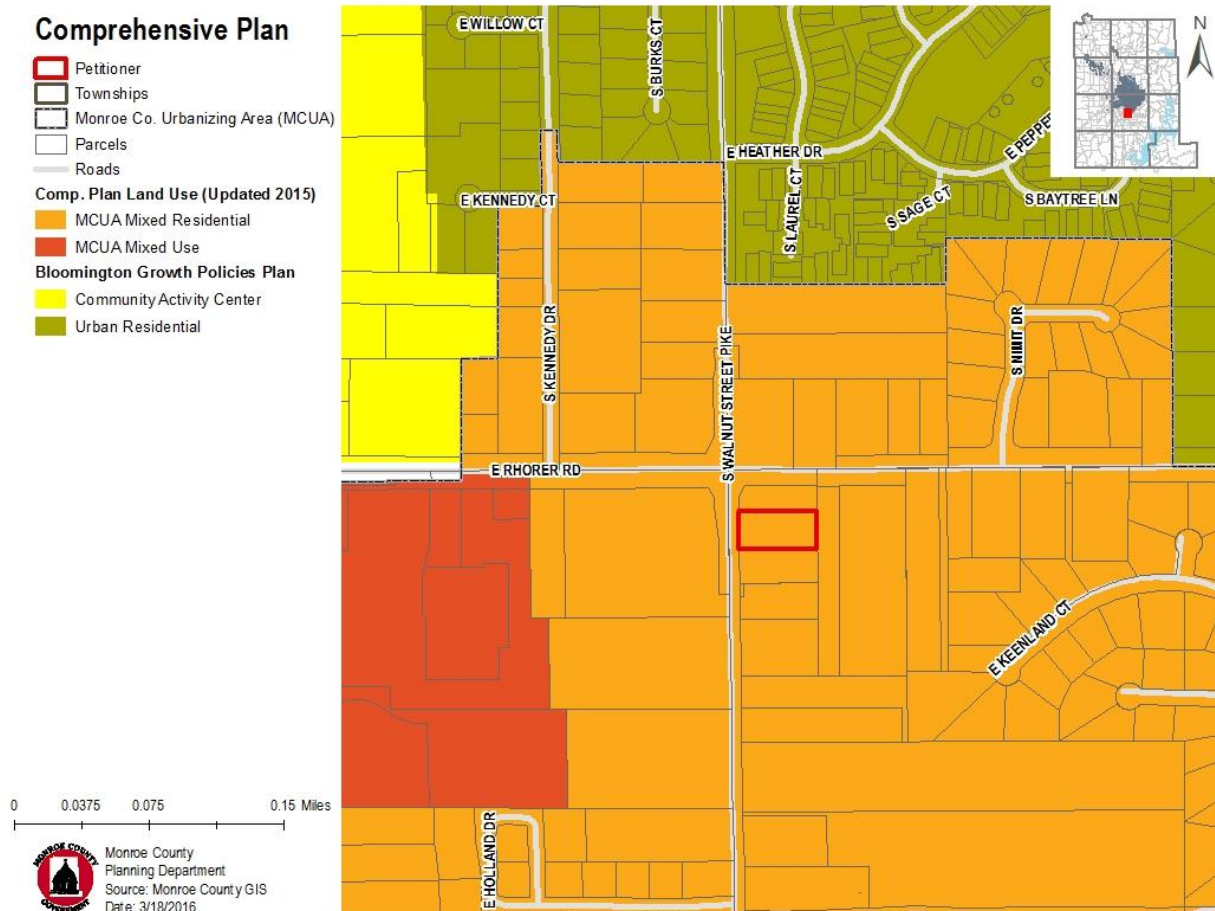 Comprehensive Plan
Petitioner
Townships
Monroe Co. Urbanizing Area (MCUA)
Parcels
Roads
Comp. Plan Land Use (Updated 2015)
MCUA Mixed Residential
MCUA Mixed Use
Bloomington Growth Policies Plan
Community Activity Center
Urban Residential
0 0.0375 0.075 0.15 Miles
MONROE COUNTY
GOVERNMENT
Monroe County
Planning Department
Source: Monroe County GIS
Date: 3/18/2016
N
E WILLOW CT
S BURKS CT
E HEATHER DR
E KENNEDY CT
S LAUREL CT
S SAGE CT
S BAYTREE LN
S KENNEDY DR
S WALNUT STREET PIKE
S NIMIT DR
E RHORER RD
E KEENLAND CT
E HOLLAND DR